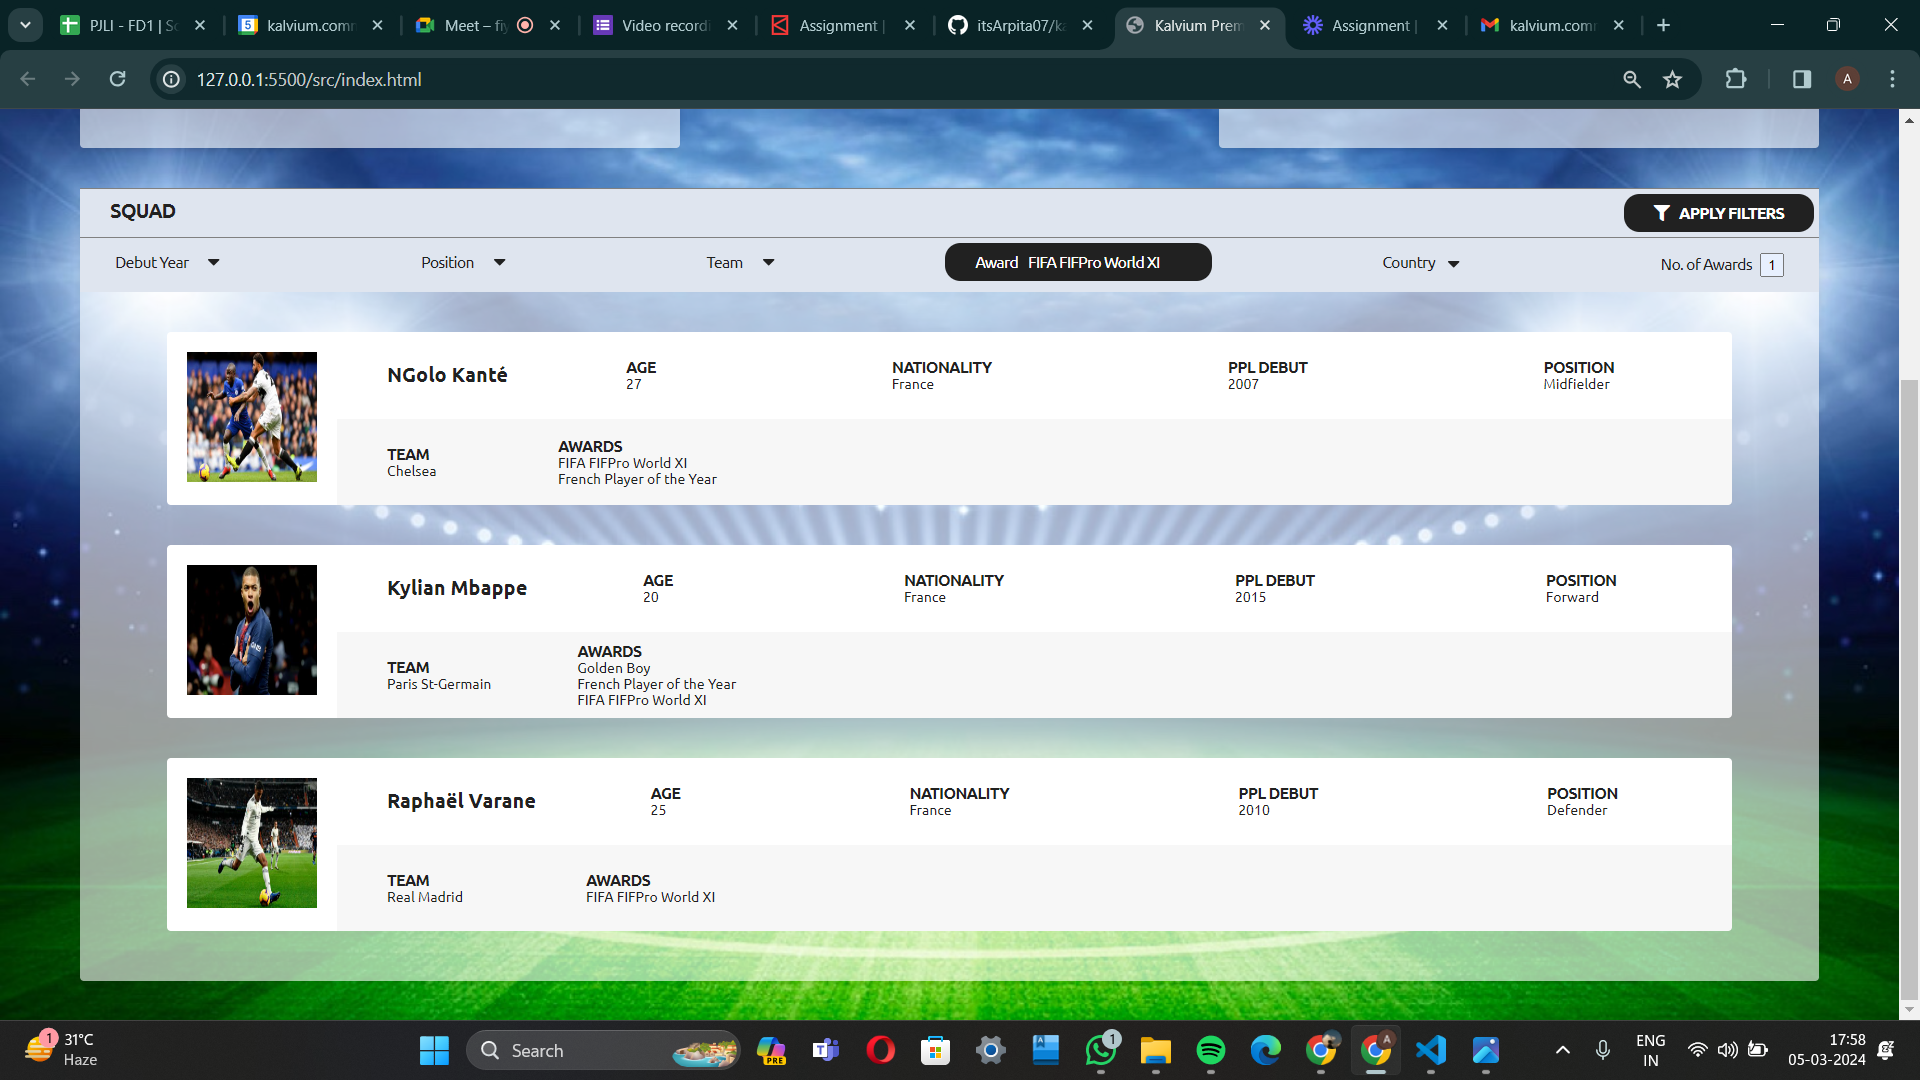 PJLI - FD1 | Sc
kalvium.com
Meet – fiy
Video record
Assignment |
itsArpita07/ka
Kalvium Prem
Assignment |
kalvium.com
127.0.0.1:5500/src/index.html
A
SQUAD
APPLY FILTERS
Debut Year
Position
Team
Award FIFA FIFPro World XI
Country
No. of Awards 1
NGolo Kanté
AGE
27
NATIONALITY
France
PPL DEBUT
2007
POSITION
Midfielder
TEAM
Chelsea
AWARDS
FIFA FIFPro World XI
French Player of the Year
Kylian Mbappe
AGE
20
NATIONALITY
France
PPL DEBUT
2015
POSITION
Forward
TEAM
Paris St-Germain
AWARDS
Golden Boy
French Player of the Year
FIFA FIFPro World XI
Raphaël Varane
AGE
25
NATIONALITY
France
PPL DEBUT
2010
POSITION
Defender
TEAM
Real Madrid
AWARDS
FIFA FIFPro World XI
1
31°C
Haze
Search
PRE
1
A
ENG
IN
17:58
05-03-2024